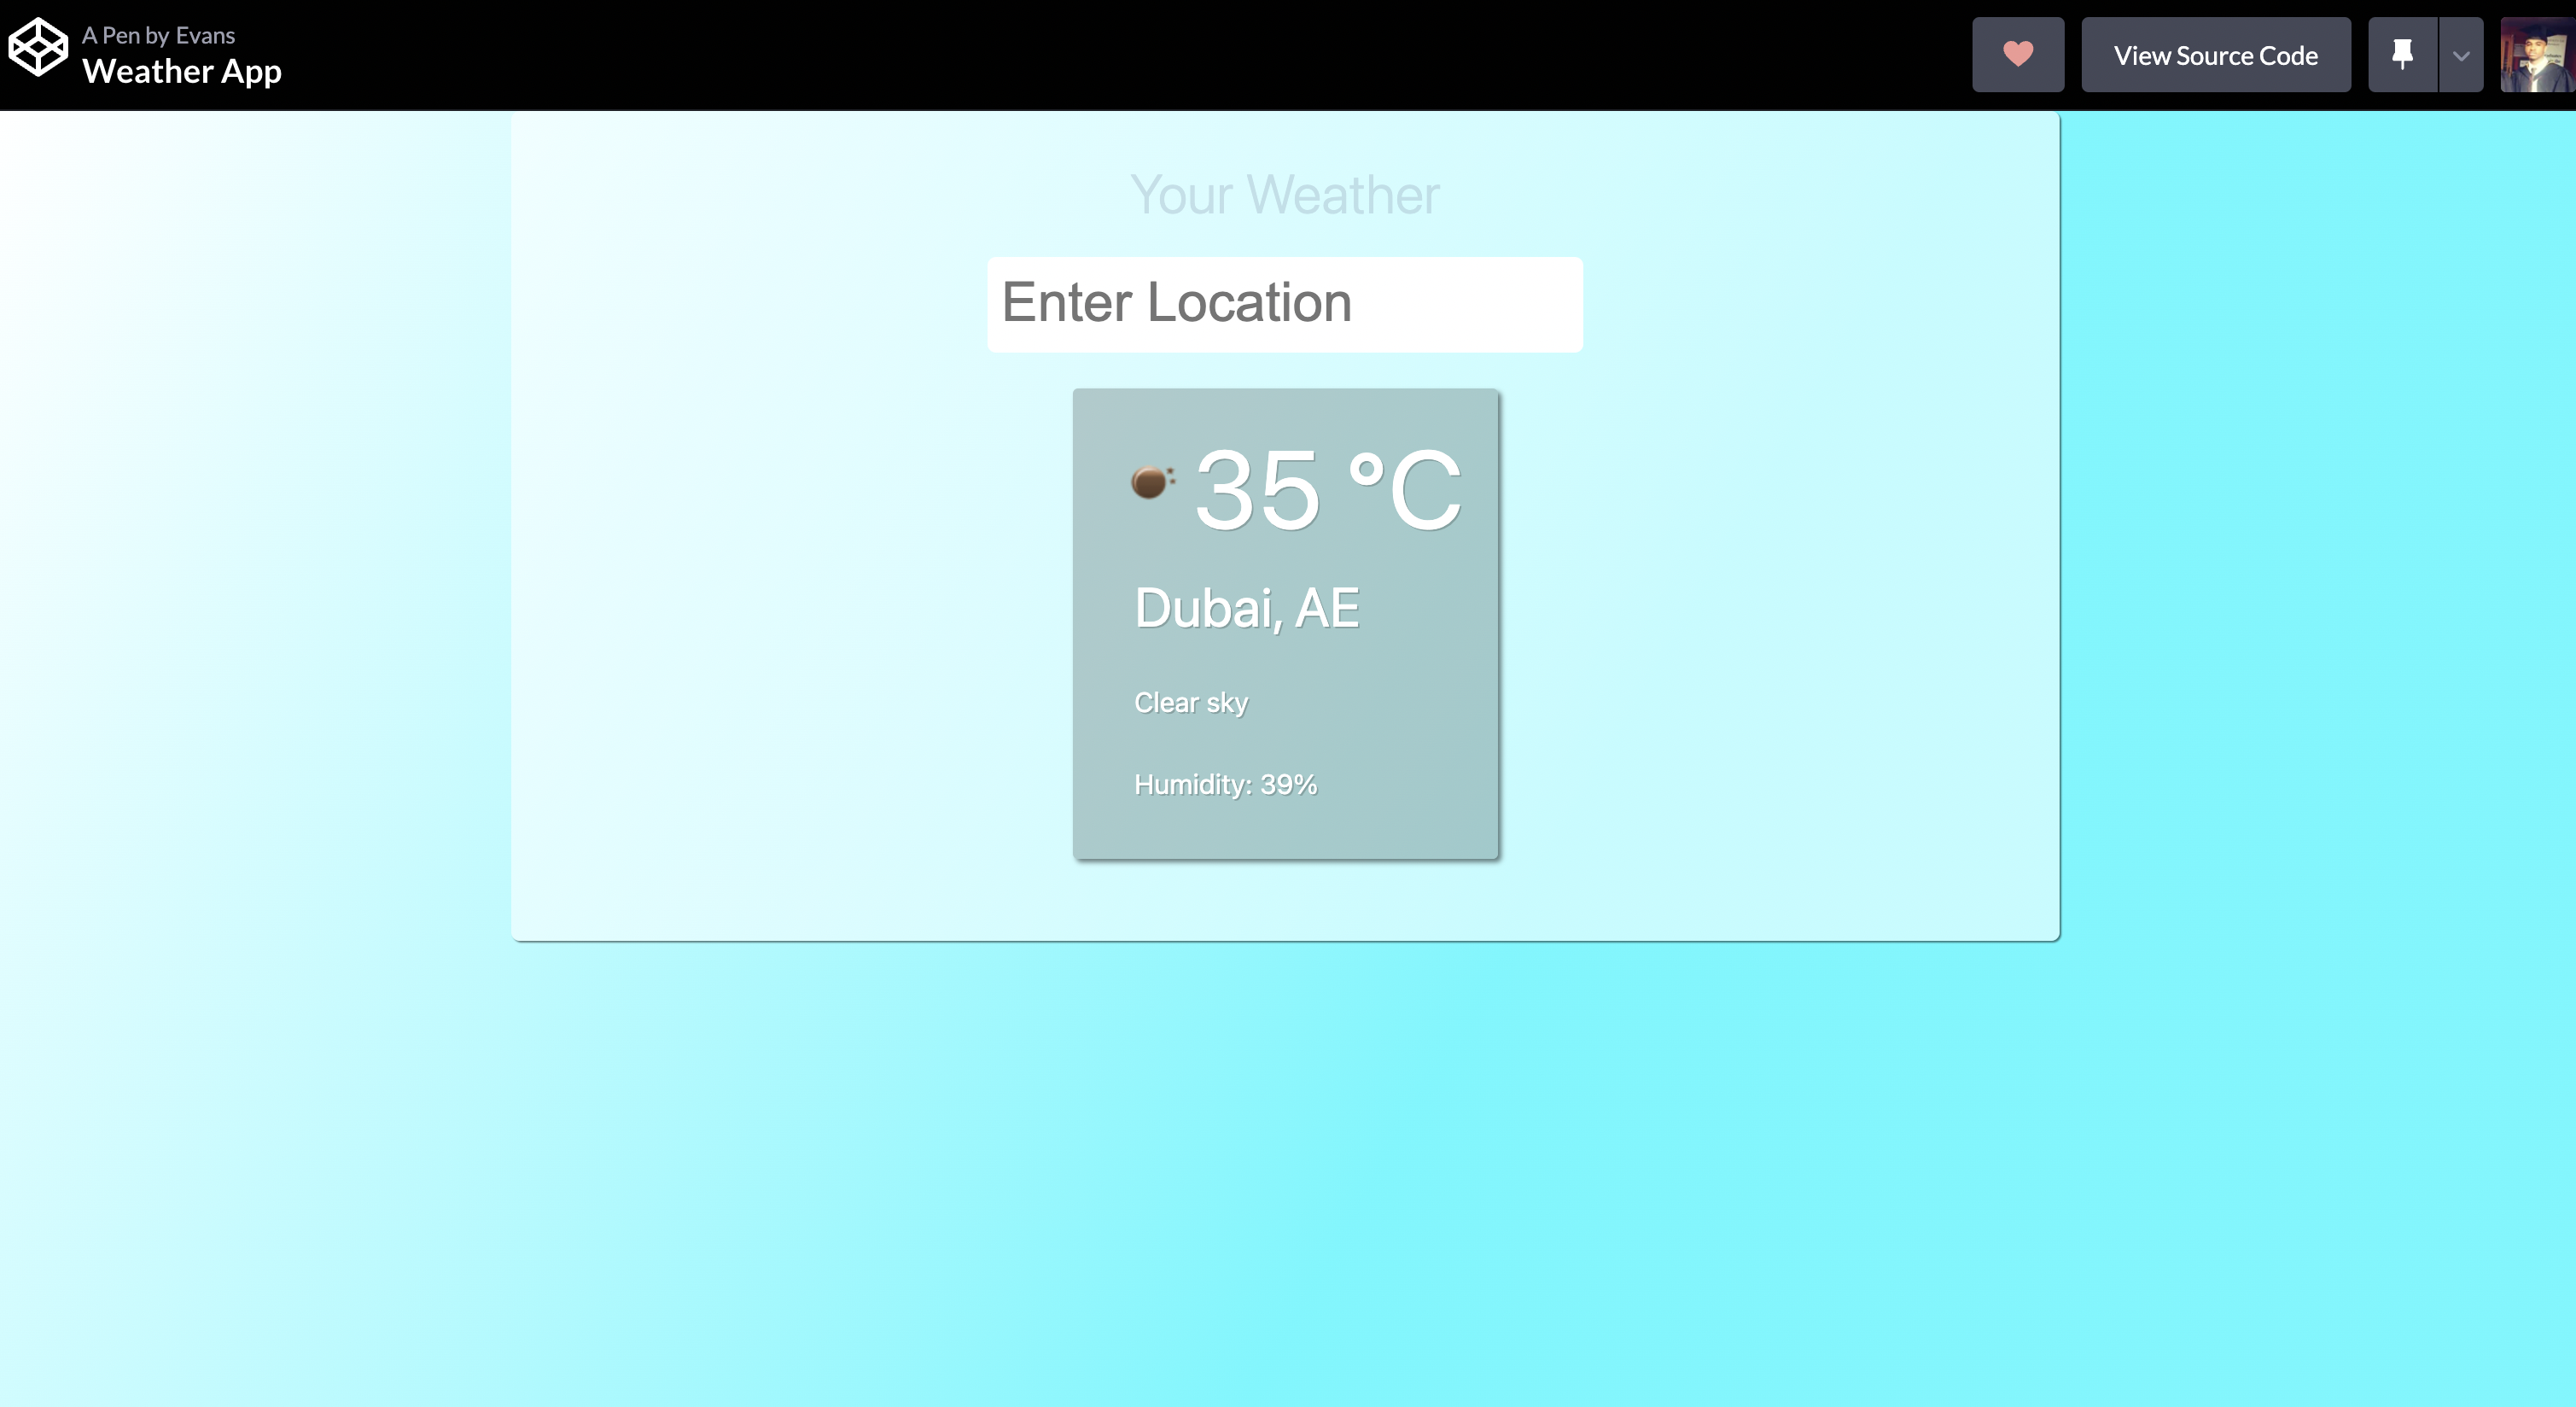 A Pen by Evans
Weather App
View Source Code
Your Weather
Enter Location
35 °C
Dubai, AE
Clear sky
Humidity: 39%